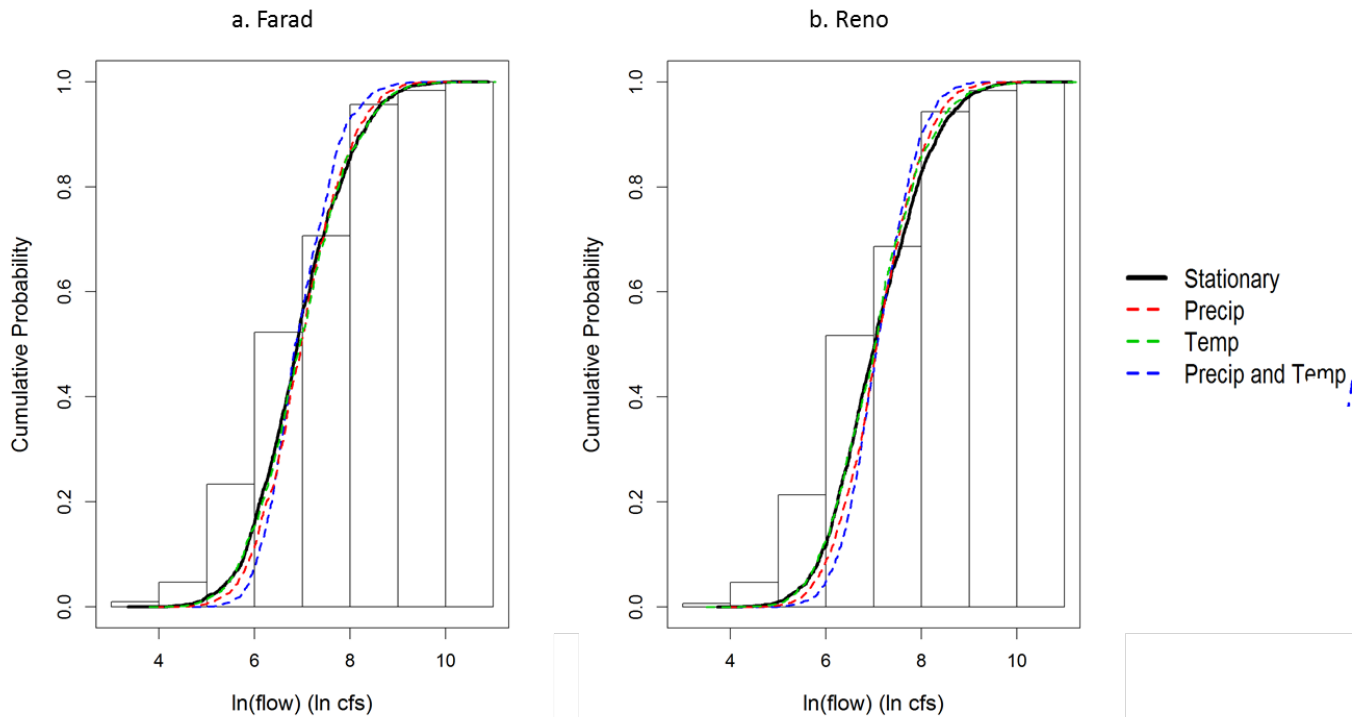 a. Farad
b. Reno
1.0
0.8
0.6
0.4
0.2
0.0
Cumulative Probability
4 6 8 10
ln(flow) (ln cfs)
1.0
0.8
0.6
0.4
0.2
0.0
Cumulative Probability
4 6 8 10
ln(flow) (ln cfs)
Stationary
Precip
Temp
Precip and Temp